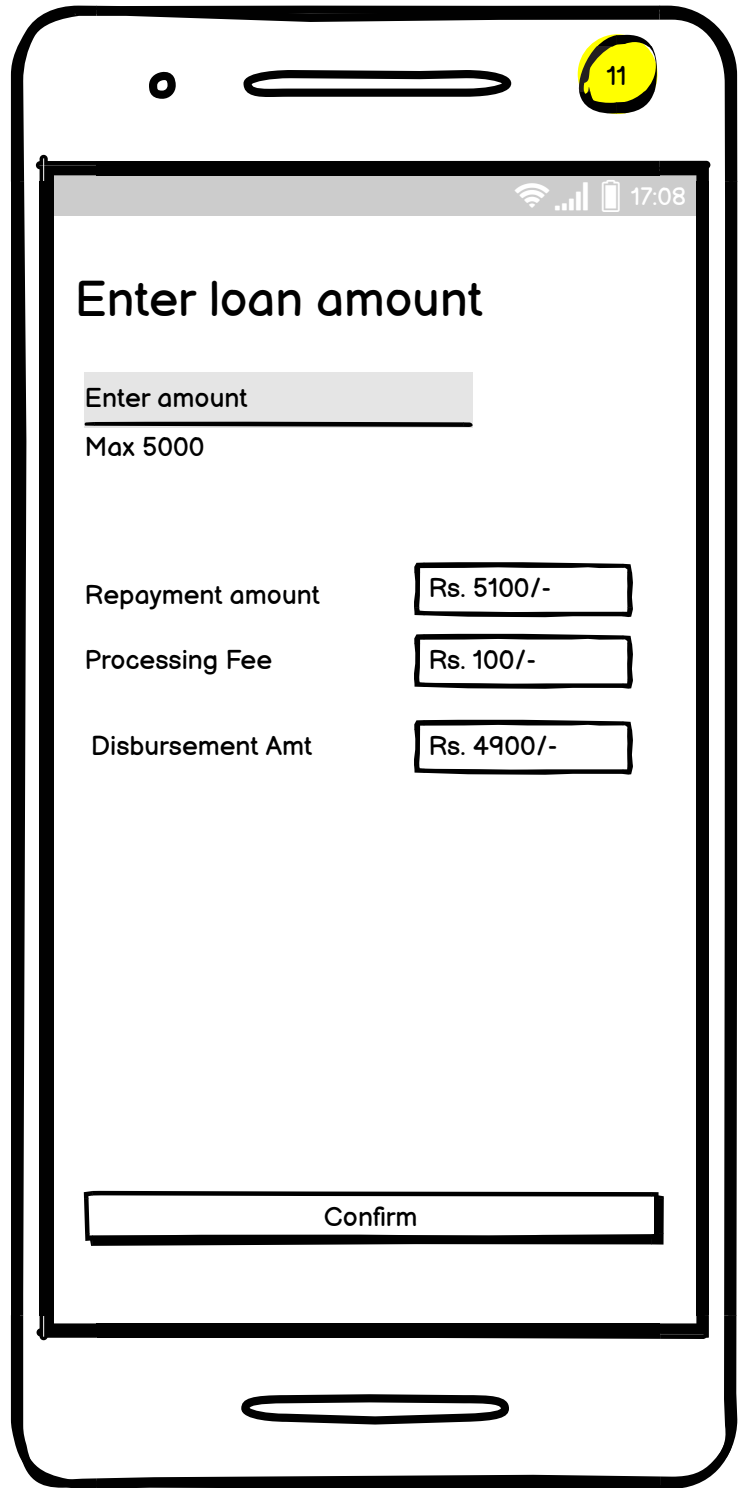 11
17:08
Enter loan amount
Enter amount
Max 5000
Repayment amount Rs. 5100/-
Processing Fee Rs. 100/-
Disbursement Amt Rs. 4900/-
Confirm